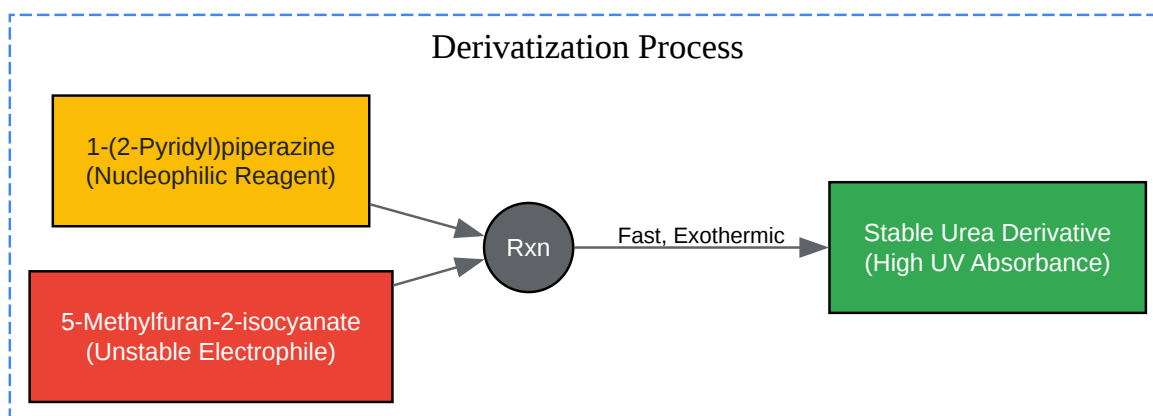 Derivatization Process
1-(2-Pyridyl)piperazine
(Nucleophilic Reagent)
5-Methylfuran-2-isocyanate
(Unstable Electrophile)
Rxn
Fast, Exothermic
Stable Urea Derivative
(High UV Absorbance)